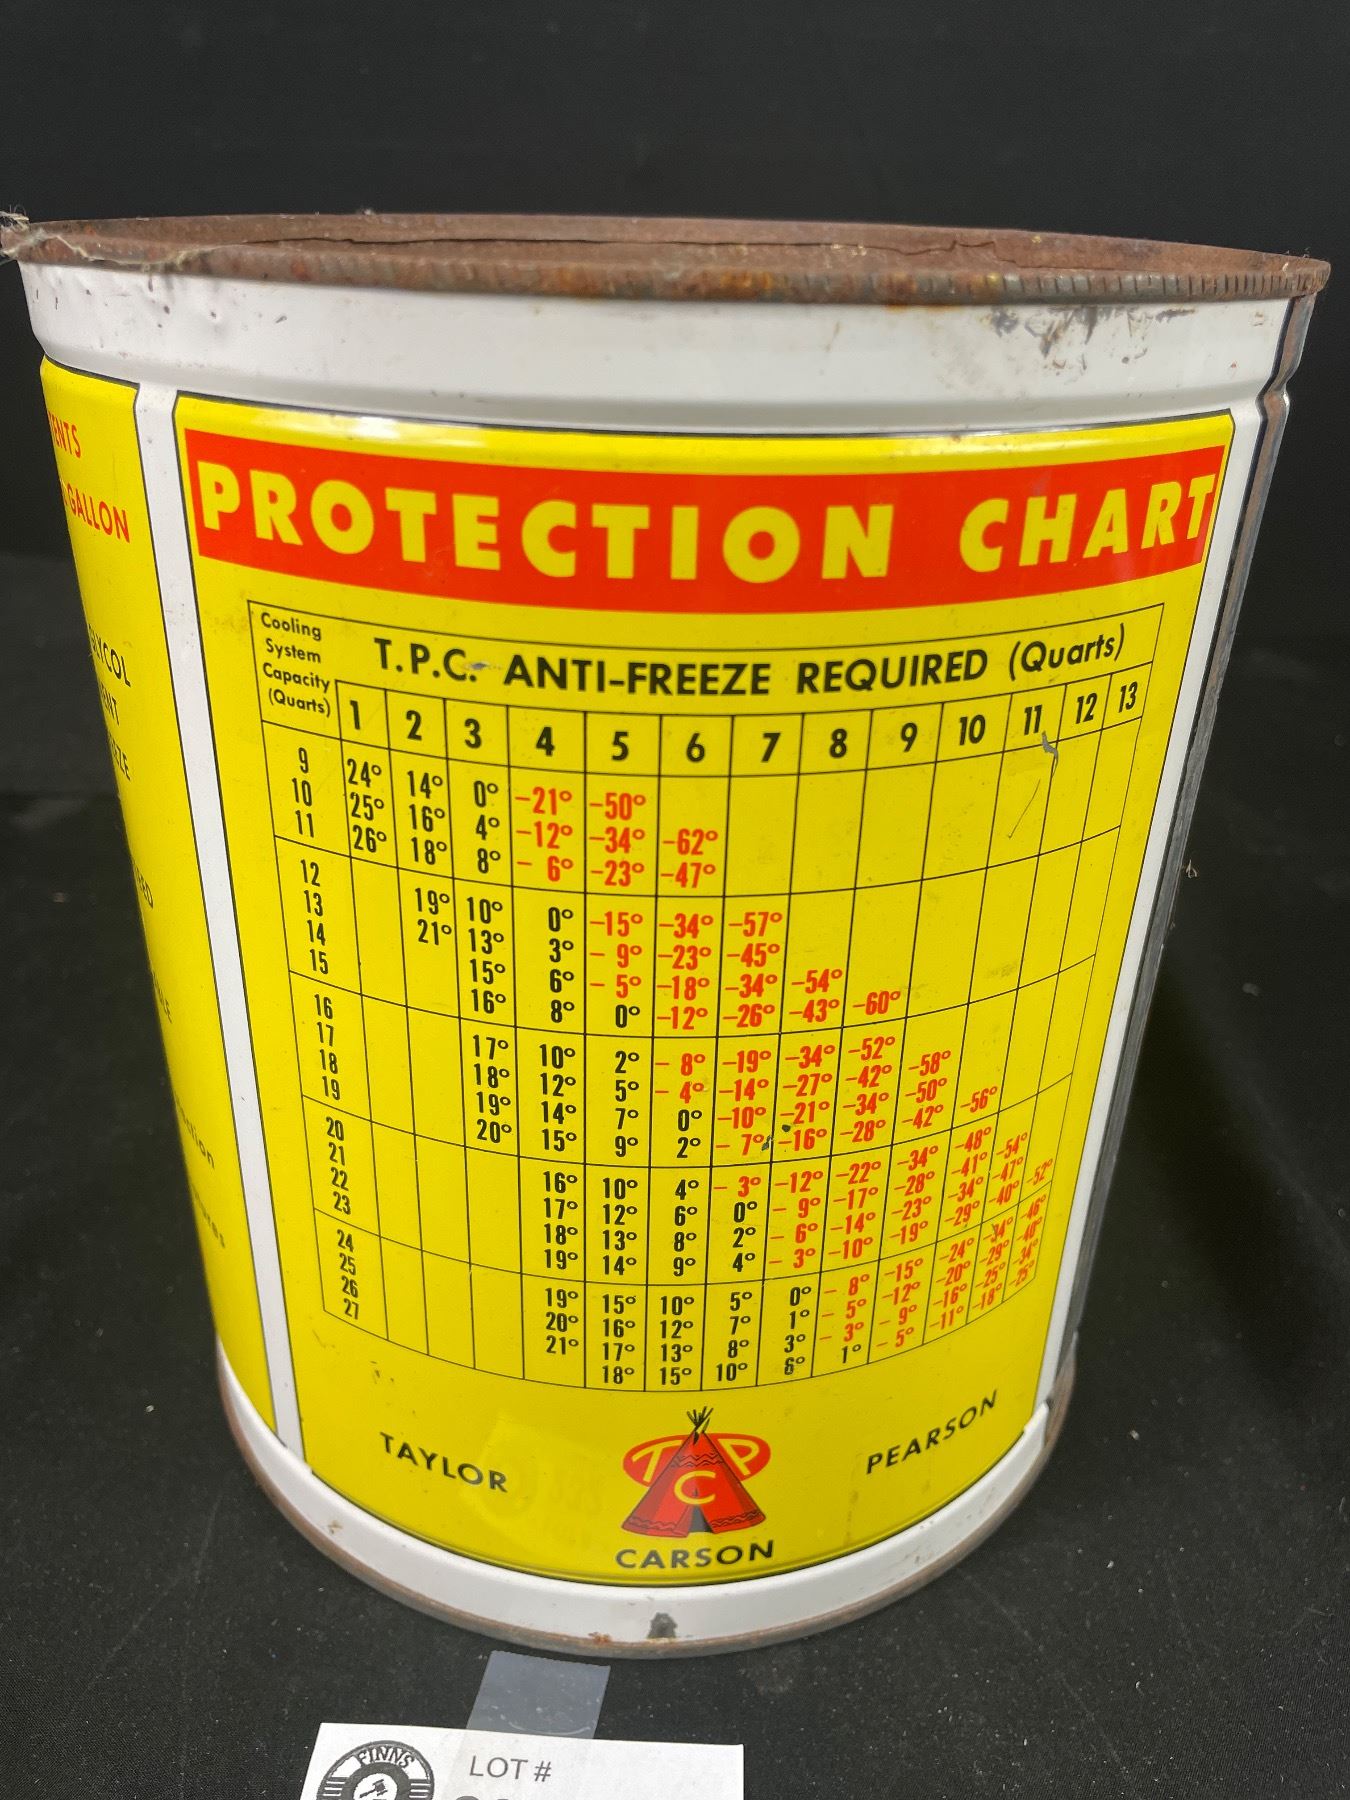 ENTS
GALLON
GLYCOL
PROTECTION CHART
Cooling System Capacity (Quarts)
T.P.C. ANTI-FREEZE REQUIRED (Quarts)
1 2 3 4 5 6 7 8 9 10 11 12 13
9 24° 14° 0° -21° -50°
10 25° 16° 4° -12° -34° -62°
11 26° 18° 8° - 6° -23° -47°
12 19° 10° 0° -15° -34° -57°
13 21° 13° 3° - 9° -23° -45°
14 15° 6° - 5° -18° -34° -54°
15 16° 8° 0° -12° -26° -43° -60°
16 17° 10° 2° - 8° -19° -34° -52°
17 18° 12° 5° - 4° -14° -27° -42° -58°
18 19° 14° 7° 0° -10° -21° -34° -50°
19 20° 15° 9° 2° - 7° -16° -28° -42° -56°
20 16° 10° 4° - 3° -12° -22° -34° -48°
21 17° 12° 6° 0° - 9° -17° -28° -41° -54°
22 18° 13° 8° 2° - 6° -14° -23° -34° -47°
23 19° 14° 9° 4° - 3° -10° -19° -29° -40° -52°
24 19° 15° 10° 5° 0° - 8° -15° -24° -34° -46°
25 20° 16° 12° 7° 1° - 5° -12° -20° -29° -40°
26 21° 17° 13° 8° 3° - 3° - 9° -16° -25° -34°
27 18° 15° 10° 6° 1° - 5° -11° -18° -25°
TAYLOR
PEARSON
TPC
CARSON
FINNS
LOT #